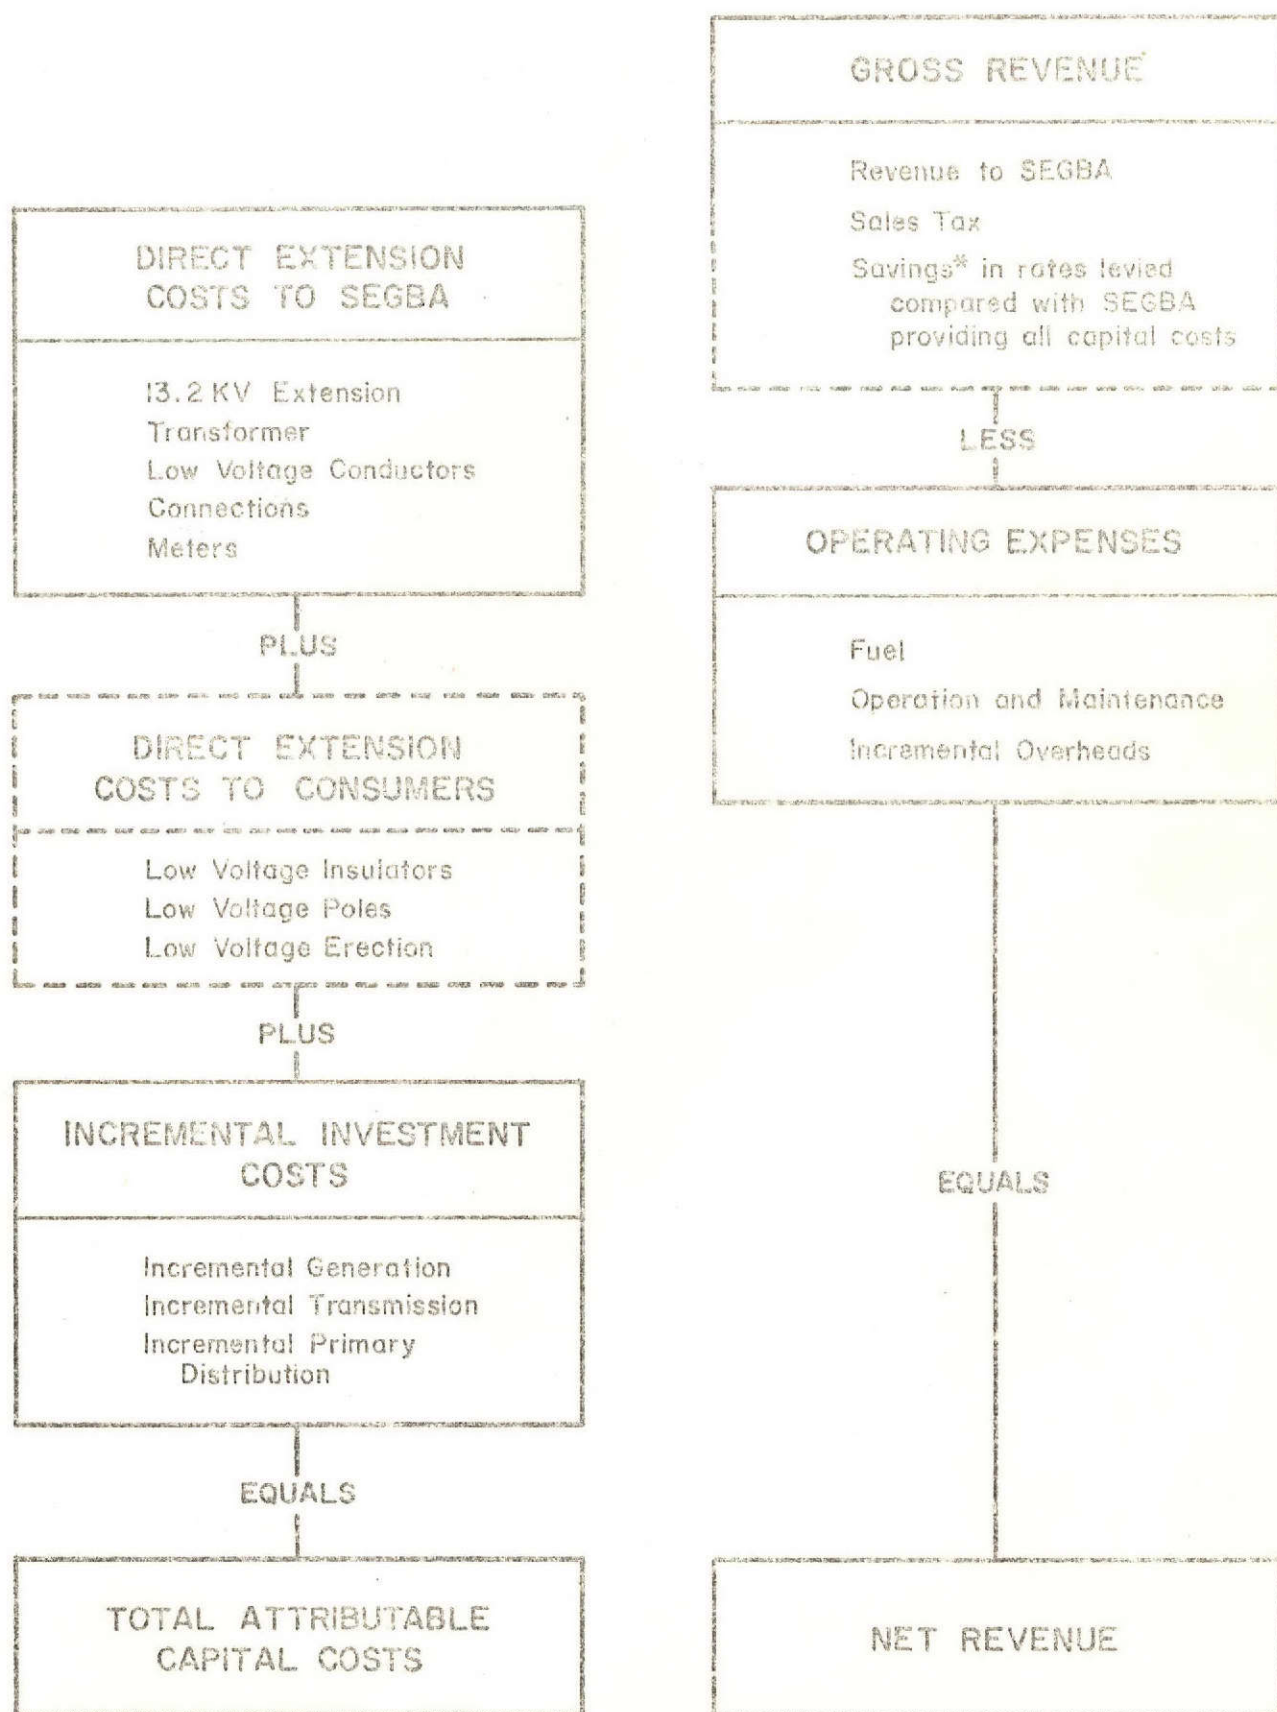 DIRECT EXTENSION
COSTS TO SEGBA
13.2 KV Extension
Transformer
Low Voltage Conductors
Connections
Meters
PLUS
DIRECT EXTENSION
COSTS TO CONSUMERS
Low Voltage Insulators
Low Voltage Poles
Low Voltage Erection
PLUS
INCREMENTAL INVESTMENT
COSTS
Incremental Generation
Incremental Transmission
Incremental Primary
Distribution
EQUALS
TOTAL ATTRIBUTABLE
CAPITAL COSTS
GROSS REVENUE
Revenue to SEGBA
Sales Tax
Savings* in rates levied
compared with SEGBA
providing all capital costs
LESS
OPERATING EXPENSES
Fuel
Operation and Maintenance
Incremental Overheads
EQUALS
NET REVENUE